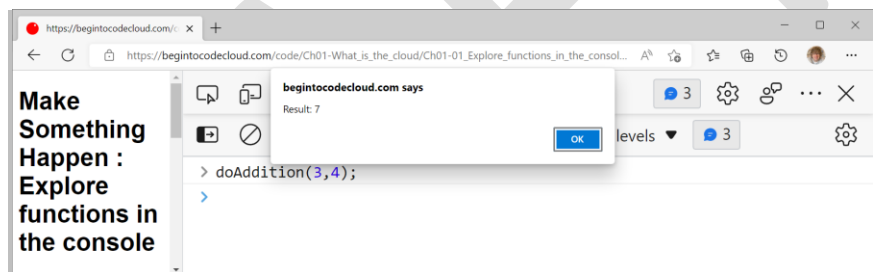 https://begintocodecloud.com/c
https://begintocodecloud.com/code/Ch01-What_is_the_cloud/Ch01-01_Explore_functions_in_the_consol...
Make
Something
Happen :
Explore
functions in
the console
begintocodecloud.com says
Result: 7
OK
3
levels
3
> doAddition(3,4);
>